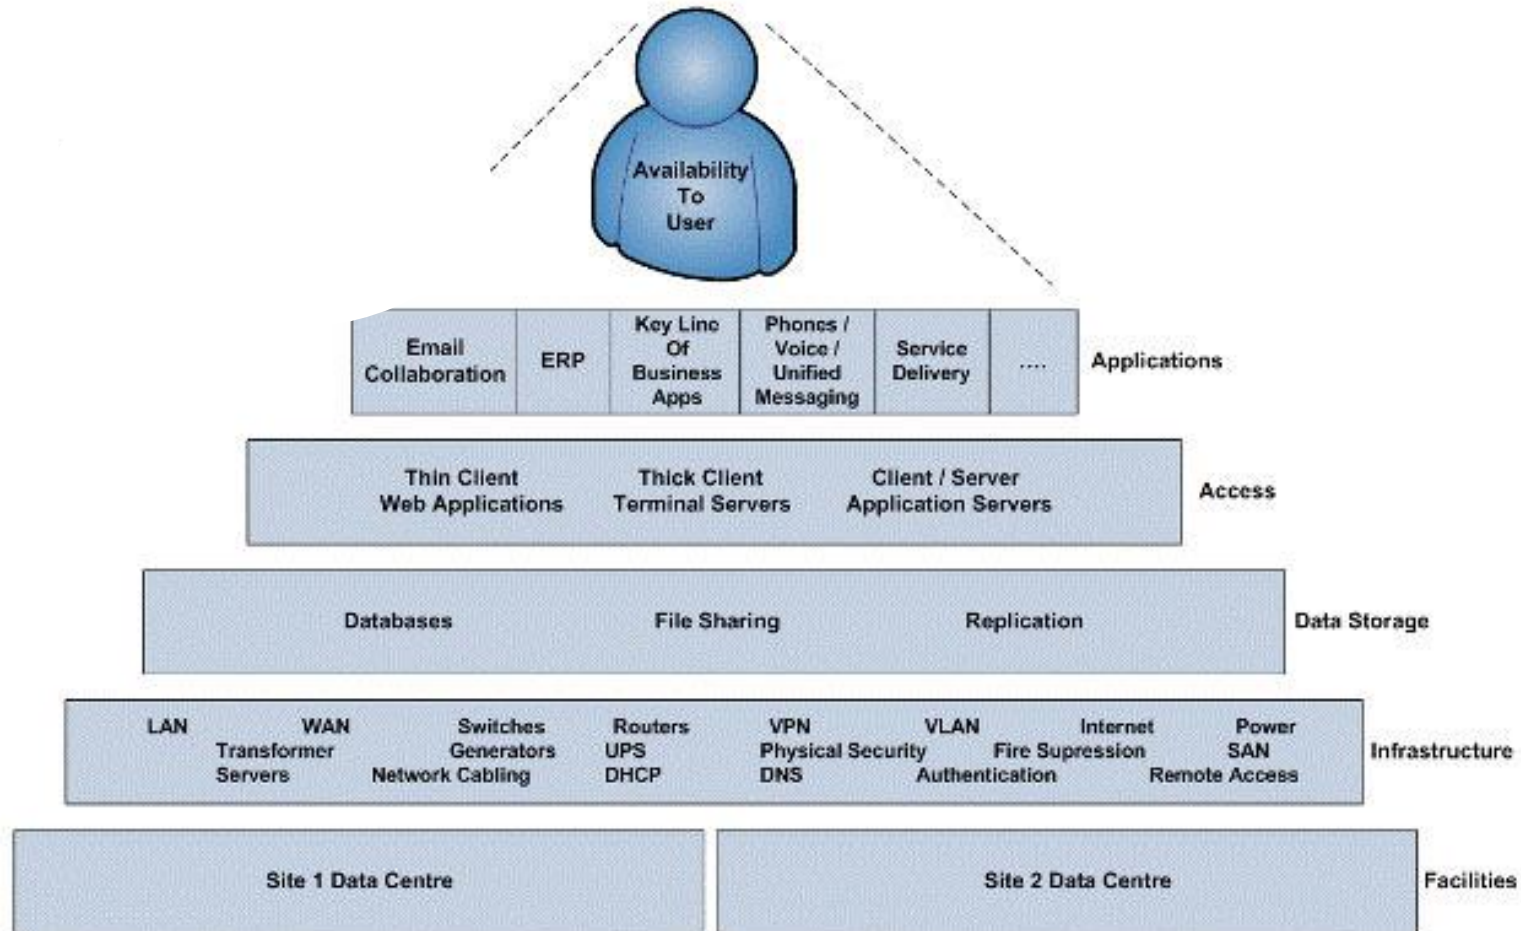 Availability
To
User
Email
Collaboration
ERP
Key Line
Of
Business
Apps
Phones /
Voice /
Unified
Messaging
Service
Delivery
....
Applications
Thin Client
Web Applications
Thick Client
Terminal Servers
Client / Server
Application Servers
Access
Databases File Sharing Replication
Data Storage
LAN WAN Switches Routers VPN VLAN Internet Power
Transformer Generators UPS Physical Security Fire Supression SAN
Servers Network Cabling DHCP DNS Authentication Remote Access
Infrastructure
Site 1 Data Centre
Site 2 Data Centre
Facilities